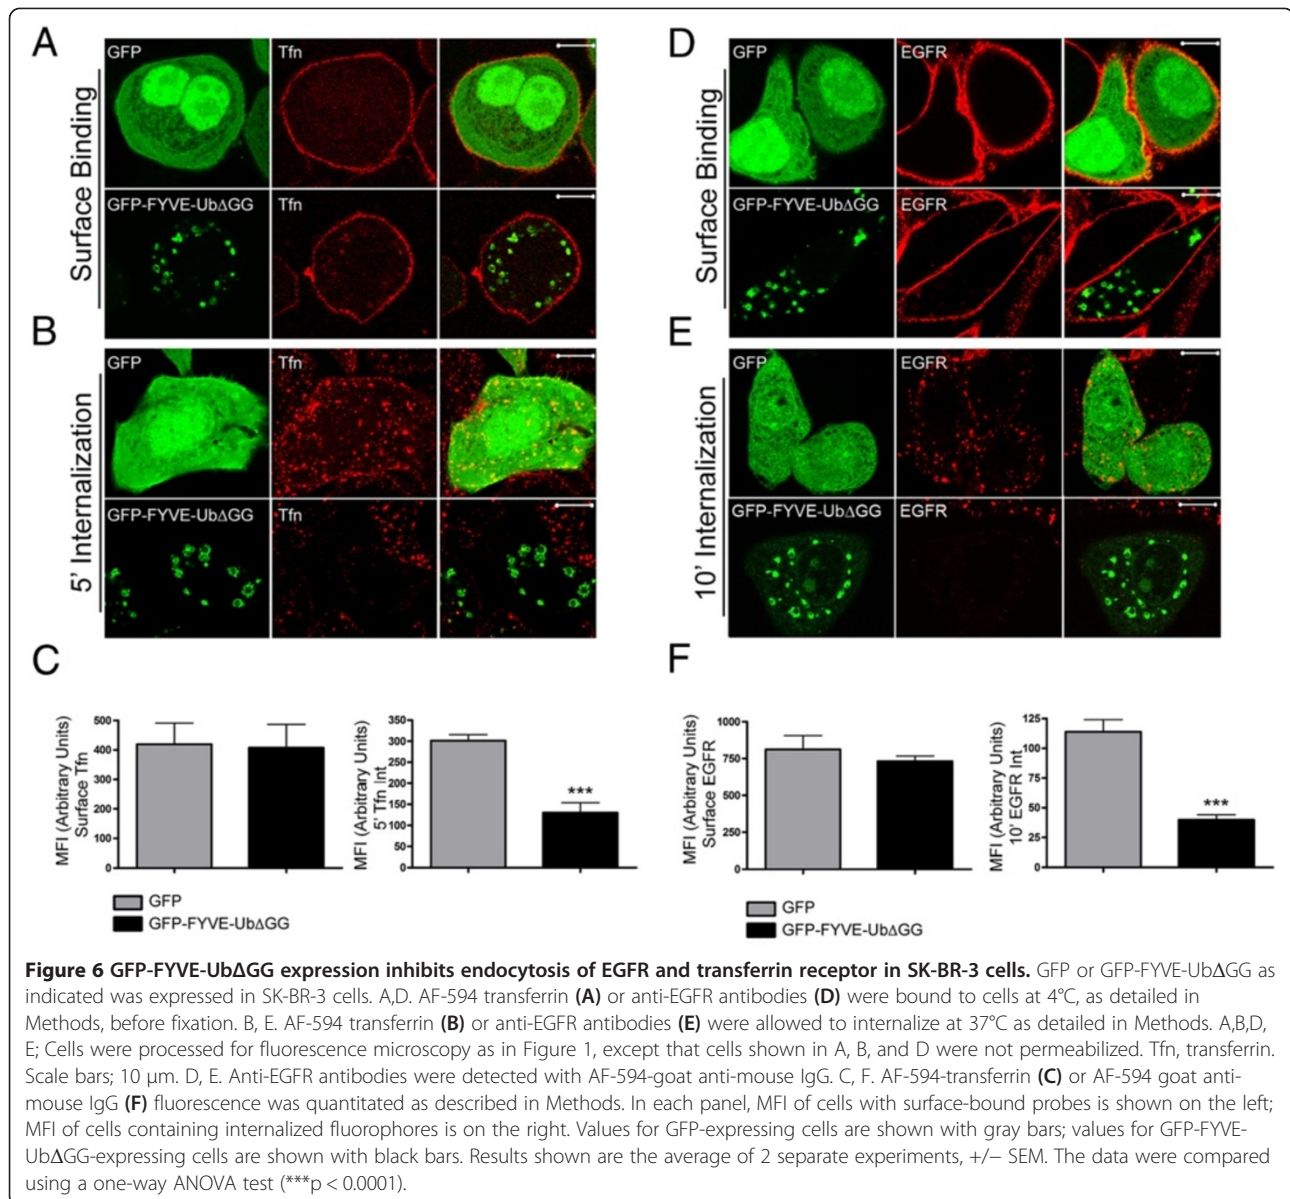 A
GFP
Tfn
Surface Binding
GFP-FYVE-UbΔGG
Tfn
B
GFP
Tfn
5' Internalization
GFP-FYVE-UbΔGG
Tfn
C
MFI (Arbitrary Units)
Surface Tfn
500
400
300
200
100
0
MFI (Arbitrary Units)
5' Tfn Int
350
300
250
200
150
100
50
0
***
GFP
GFP-FYVE-UbΔGG
D
GFP
EGFR
Surface Binding
GFP-FYVE-UbΔGG
EGFR
E
GFP
EGFR
10' Internization
GFP-FYVE-UbΔGG
EGFR
F
MFI (Arbitrary Units)
Surface EGFR
1000
750
500
250
0
MFI (Arbitrary Units)
10' EGFR Int
125
100
75
50
25
0
***
GFP
GFP-FYVE-UbΔGG
Figure 6 GFP-FYVE-UbΔGG expression inhibits endocytosis of EGFR and transferrin receptor in SK-BR-3 cells. GFP or GFP-FYVE-UbΔGG as
indicated was expressed in SK-BR-3 cells. A,D. AF-594 transferrin (A) or anti-EGFR antibodies (D) were bound to cells at 4°C, as detailed in
Methods, before fixation. B, E. AF-594 transferrin (B) or anti-EGFR antibodies (E) were allowed to internalize at 37°C as detailed in Methods. A,B,D,
E; Cells were processed for fluorescence microscopy as in Figure 1, except that cells shown in A, B, and D were not permeabilized. Tfn, transferrin.
Scale bars; 10 μm. D, E. Anti-EGFR antibodies were detected with AF-594-goat anti-mouse IgG. C, F. AF-594-transferrin (C) or AF-594 goat anti-
mouse IgG (F) fluorescence was quantitated as described in Methods. In each panel, MFI of cells with surface-bound probes is shown on the left;
MFI of cells containing internalized fluorophores is on the right. Values for GFP-expressing cells are shown with gray bars; values for GFP-FYVE-
UbΔGG-expressing cells are shown with black bars. Results shown are the average of 2 separate experiments, +/− SEM. The data were compared
using a one-way ANOVA test (***p < 0.0001).